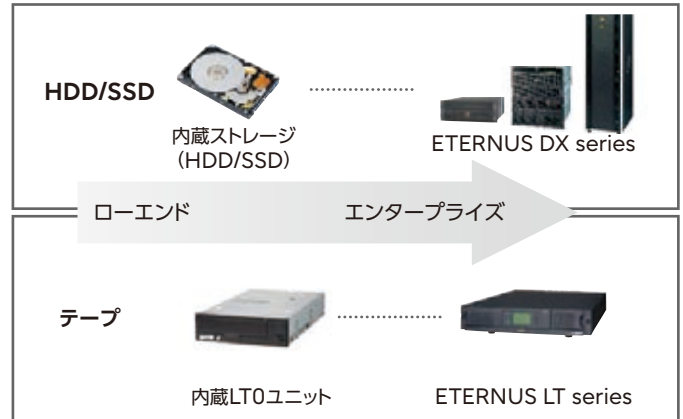 HDD/SSD
内蔵ストレージ
（HDD/SSD）
ETERNUS DX series
ローエンド
エンタープライズ
テープ
内蔵LTOユニット
ETERNUS LT series